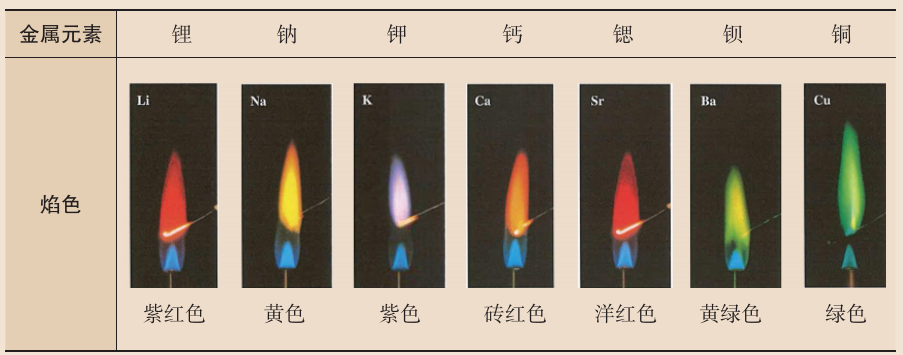 金属元素 锂 钠 钾 钙 锶 钡 铜
Li Na K Ca Sr Ba Cu
焰色
紫红色 黄色 紫色 砖红色 洋红色 黄绿色 绿色